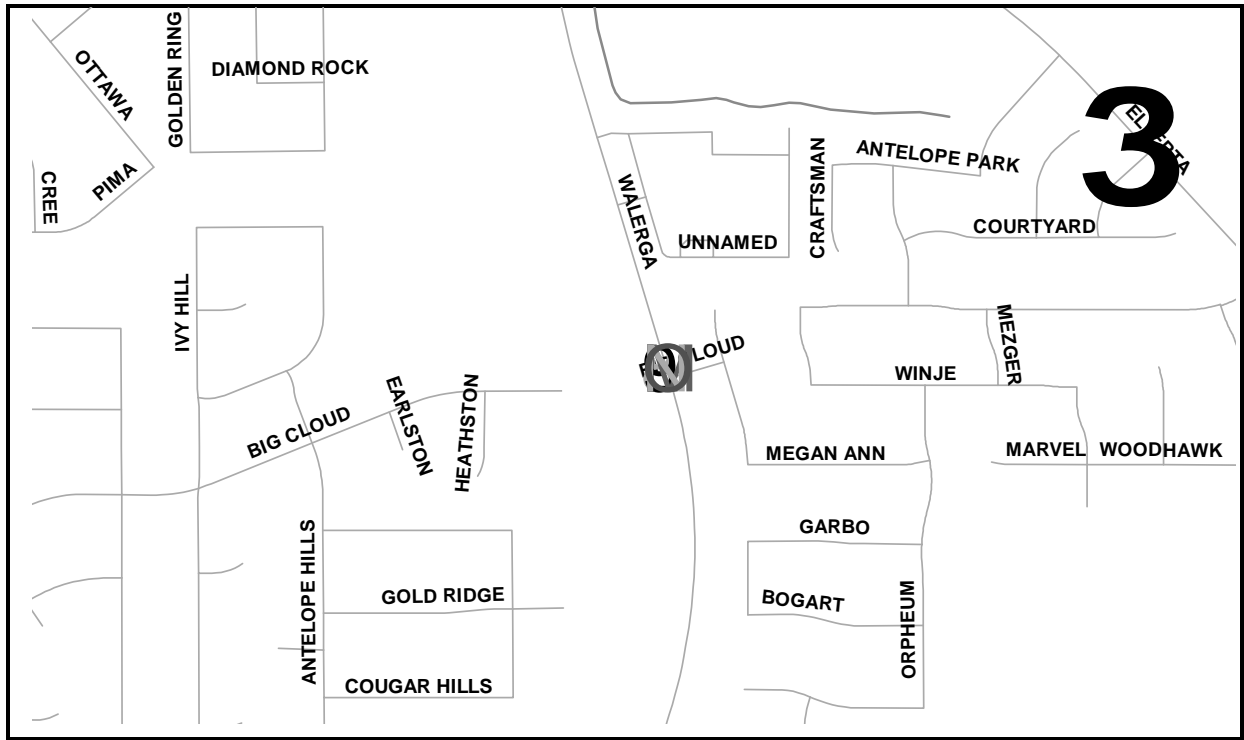 GOLDEN RING
DIAMOND ROCK
OTTAWA
3
ANTELOPE PARK
PIMA
CREE
CRAFTSMAN
WALERGA
COURTYARD
UNNAMED
IVY HILL
MEZGER
LOUD
WINJE
EARLSTON
HEATHSTON
BIG CLOUD
MEGAN ANN
MARVEL
WOODHAWK
GARBO
ANTELOPE HILLS
GOLD RIDGE
BOGART
ORPHEUM
COUGAR HILLS